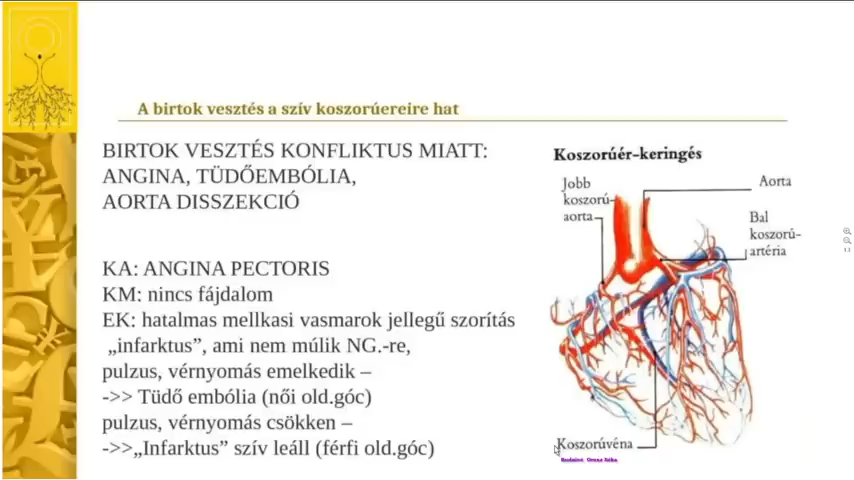 A birtok vesztés a szív koszorúereire hat
BIRTOK VESZTÉS KONFLIKTUS MIATT:
ANGINA, TÜDŐEMBÓLIA,
AORTA DISSZEKCIÓ
KA: ANGINA PECTORIS
KM: nincs fájdalom
EK: hatalmas mellkasi vasmarok jellegű szorítás
„infarktus”, ami nem múlik NG.-re,
pulzus, vérnyomás emelkedik –
->> Tüdő embólia (női old.góc)
pulzus, vérnyomás csökken –
->>„Infarktus” szív leáll (férfi old.góc)
Koszorúér-keringés
Jobb
koszorú-
aorta
Aorta
Bal
koszorú-
artéria
Koszorúvéna